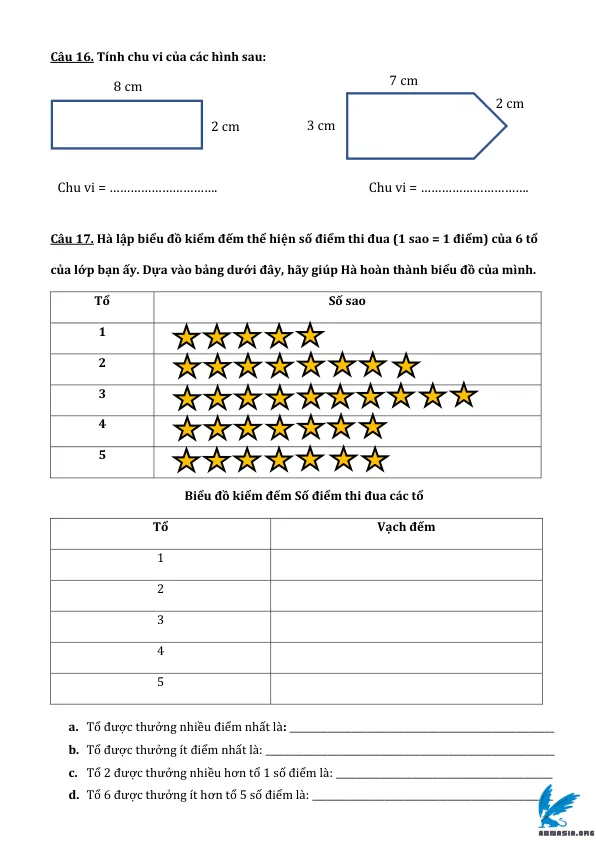 Câu 16. Tính chu vi của các hình sau:
8 cm
2 cm
7 cm
2 cm
3 cm
Chu vi = ………………………….
Chu vi = ………………………….
Câu 17. Hà lập biểu đồ kiểm đếm thể hiện số điểm thi đua (1 sao = 1 điểm) của 6 tổ
của lớp bạn ấy. Dựa vào bảng dưới đây, hãy giúp Hà hoàn thành biểu đồ của mình.
Tổ Số sao
1
2
3
4
5
Biểu đồ kiểm đếm Số điểm thi đua các tổ
Tổ Vạch đếm
1
2
3
4
5
a. Tổ được thưởng nhiều điểm nhất là: ____________________
b. Tổ được thưởng ít điểm nhất là: ____________________
c. Tổ 2 được thưởng nhiều hơn tổ 1 số điểm là: ____________________
d. Tổ 6 được thưởng ít hơn tổ 5 số điểm là: ____________________
ABNASIA.ORG